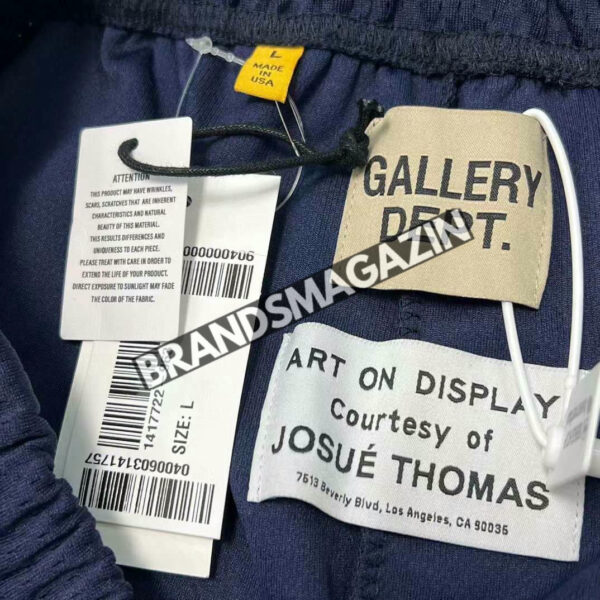 L
MADE
IN
USA
ATTENTION
THIS PRODUCT MAY HAVE WRINKLES,
SCARS, SCRATCHES THAT ARE INHERENT
CHARACTERISTICS AND NATURAL
BEAUTY OF THIS MATERIAL.
THIS RESULTS DIFFERENCES AND
UNIQUENESS TO EACH PIECE.
PLEASE TREAT WITH CARE IN ORDER TO
EXTEND THE LIFE OF YOUR PRODUCT.
DIRECT EXPOSURE TO SUNLIGHT MAY FADE
THE COLOR OF THE FABRIC.
GALLERY
DEPT.
BRANDSMAGAZIN
ART ON DISPLAY
Courtesy of
JOSUÉ THOMAS
7613 Beverly Blvd, Los Angeles, CA 90036
SIZE: L
0400603141757